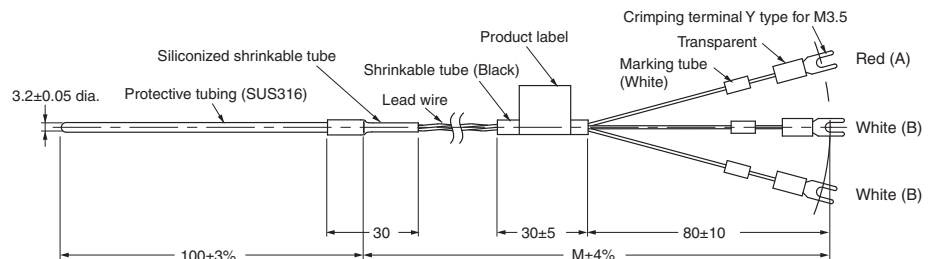 Crimping terminal Y type for M3.5
Product label
Transparent
Siliconized shrinkable tube
Marking tube
(White)
Red (A)
Shrinkable tube (Black)
3.2±0.05 dia.
Protective tubing (SUS316)
Lead wire
White (B)
White (B)
30
30±5
80±10
100±3%
M±4%